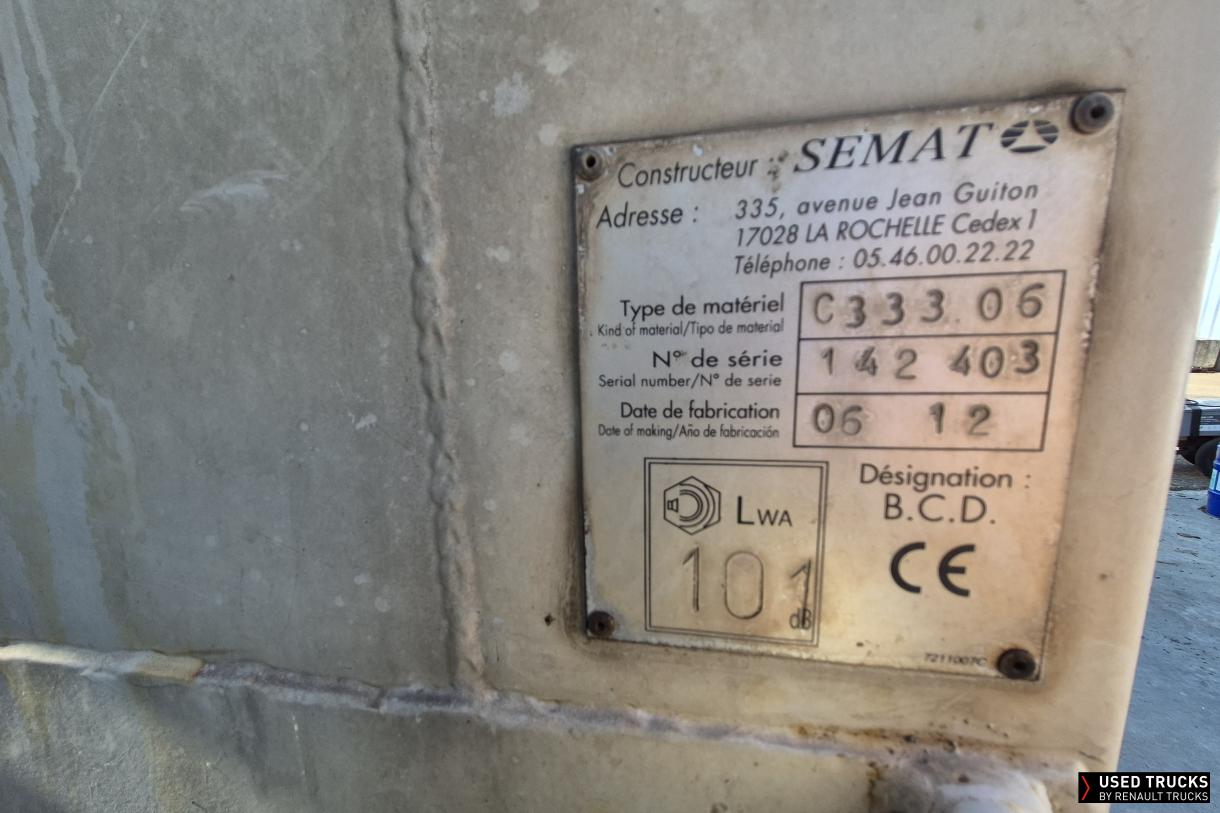 Constructeur : SEMAT
Adresse : 335, avenue Jean Guiton
17028 LA ROCHELLE Cedex 1
Téléphone : 05.46.00.22.22
Type de matériel C333.06
Kind of material/Tipo de material
N° de série 142 403
Serial number/N° de serie
Date de fabrication 06 12
Date of making/Año de fabricación
Désignation :
B.C.D.
LWA
101
dB
CE
7211007C
USED TRUCKS
BY RENAULT TRUCKS